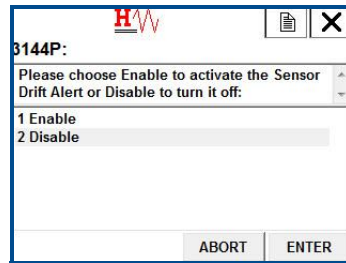 H
3144P:
Please choose Enable to activate the Sensor
Drift Alert or Disable to turn it off:
1 Enable
2 Disable
ABORT
ENTER